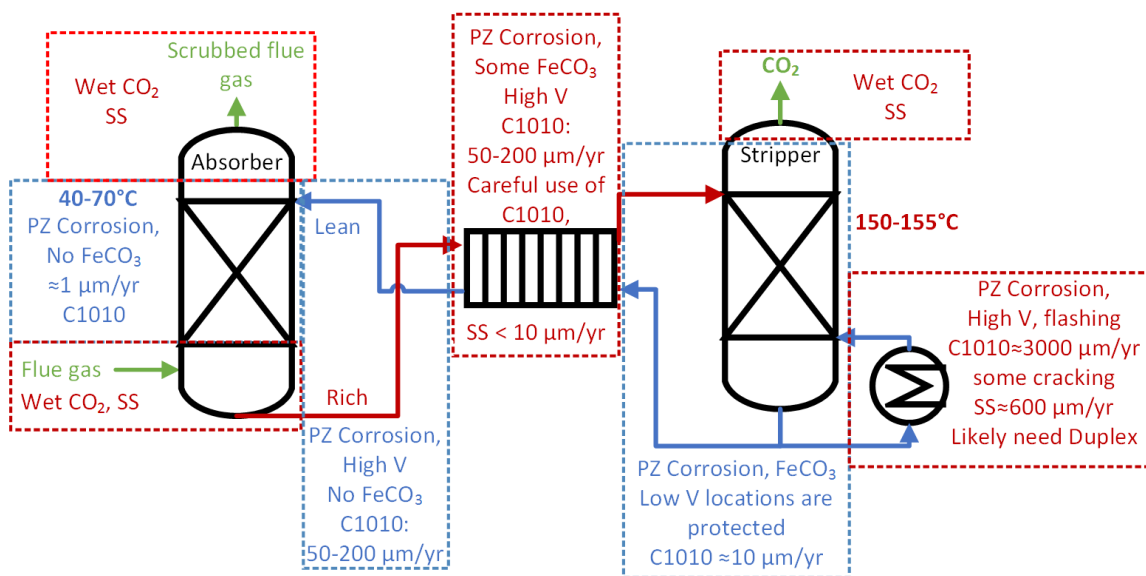 Scrubbed flue
gas
Wet CO₂
SS
Absorber
40-70°C
PZ Corrosion,
No FeCO₃
≈1 µm/yr
C1010
Flue gas
Wet CO₂, SS
Lean
Rich
PZ Corrosion,
High V
No FeCO₃
C1010:
50-200 µm/yr
PZ Corrosion,
Some FeCO₃
High V
C1010:
50-200 µm/yr
Careful use of
C1010,
SS < 10 µm/yr
CO₂
Wet CO₂
SS
Stripper
150-155°C
PZ Corrosion,
High V, flashing
C1010≈3000 µm/yr
some cracking
SS≈600 µm/yr
Likely need Duplex
PZ Corrosion, FeCO₃
Low V locations are
protected
C1010 ≈10 µm/yr